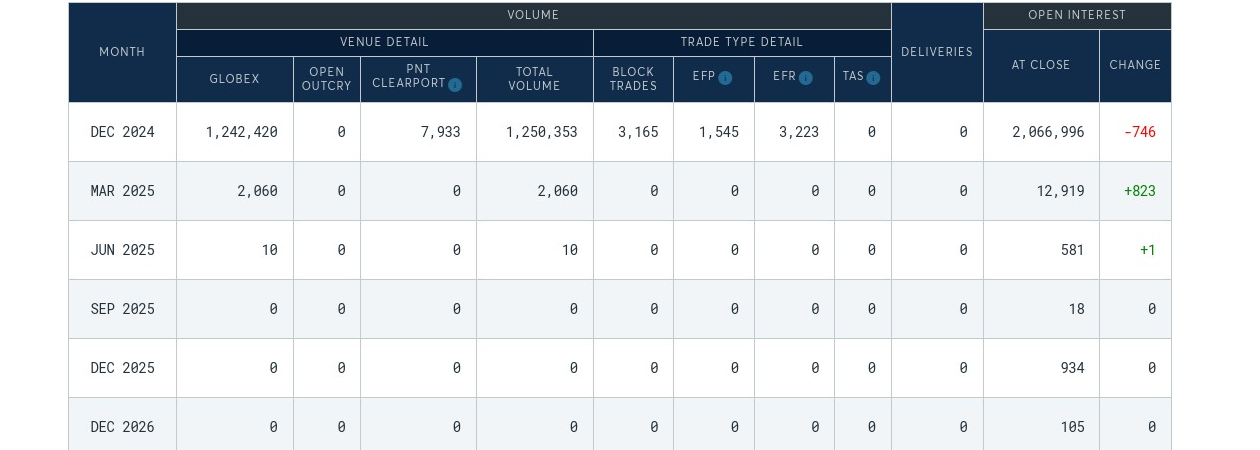 MONTH VOLUME DELIVERIES OPEN INTEREST
VENUE DETAIL TRADE TYPE DETAIL AT CLOSE CHANGE
GLOBEX OPEN OUTCRY PNT CLEARPORT i TOTAL VOLUME BLOCK TRADES EFP i EFR i TAS i
DEC 2024 1,242,420 0 7,933 1,250,353 3,165 1,545 3,223 0 0 2,066,996 -746
MAR 2025 2,060 0 0 2,060 0 0 0 0 0 12,919 +823
JUN 2025 10 0 0 10 0 0 0 0 0 581 +1
SEP 2025 0 0 0 0 0 0 0 0 0 18 0
DEC 2025 0 0 0 0 0 0 0 0 0 934 0
DEC 2026 0 0 0 0 0 0 0 0 0 105 0